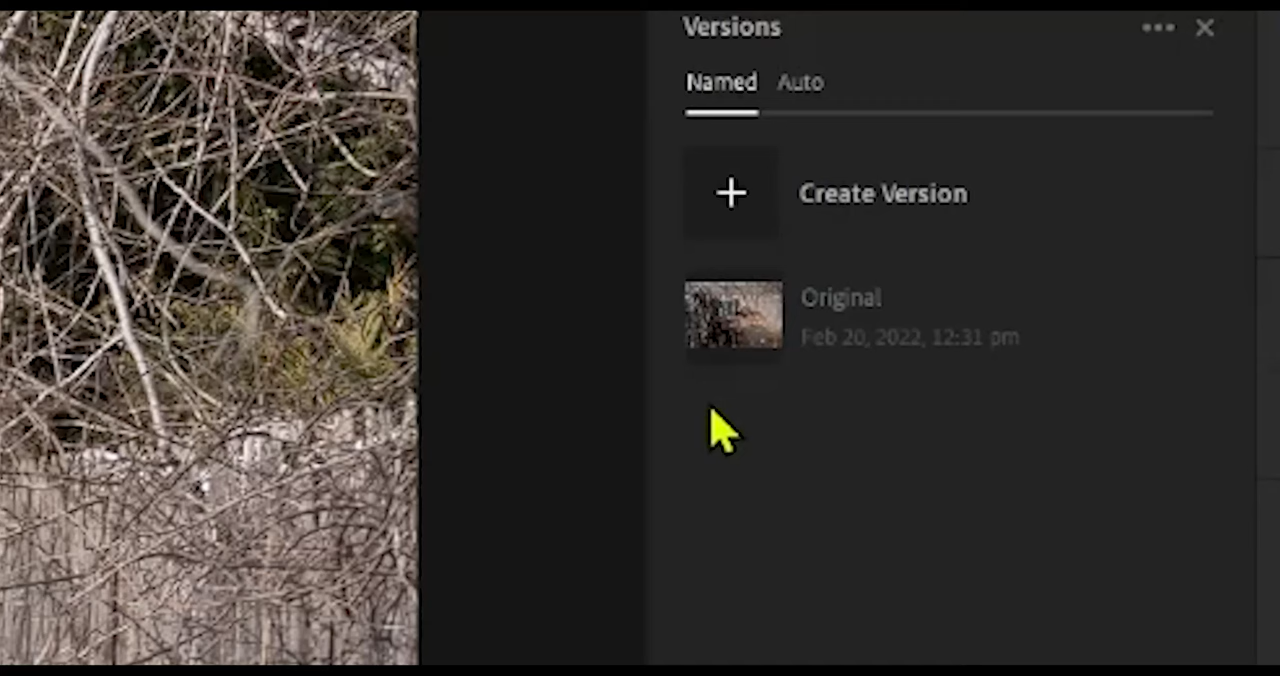 Versions
Named Auto
Create Version
Original
Feb 20, 2022, 12:31 pm